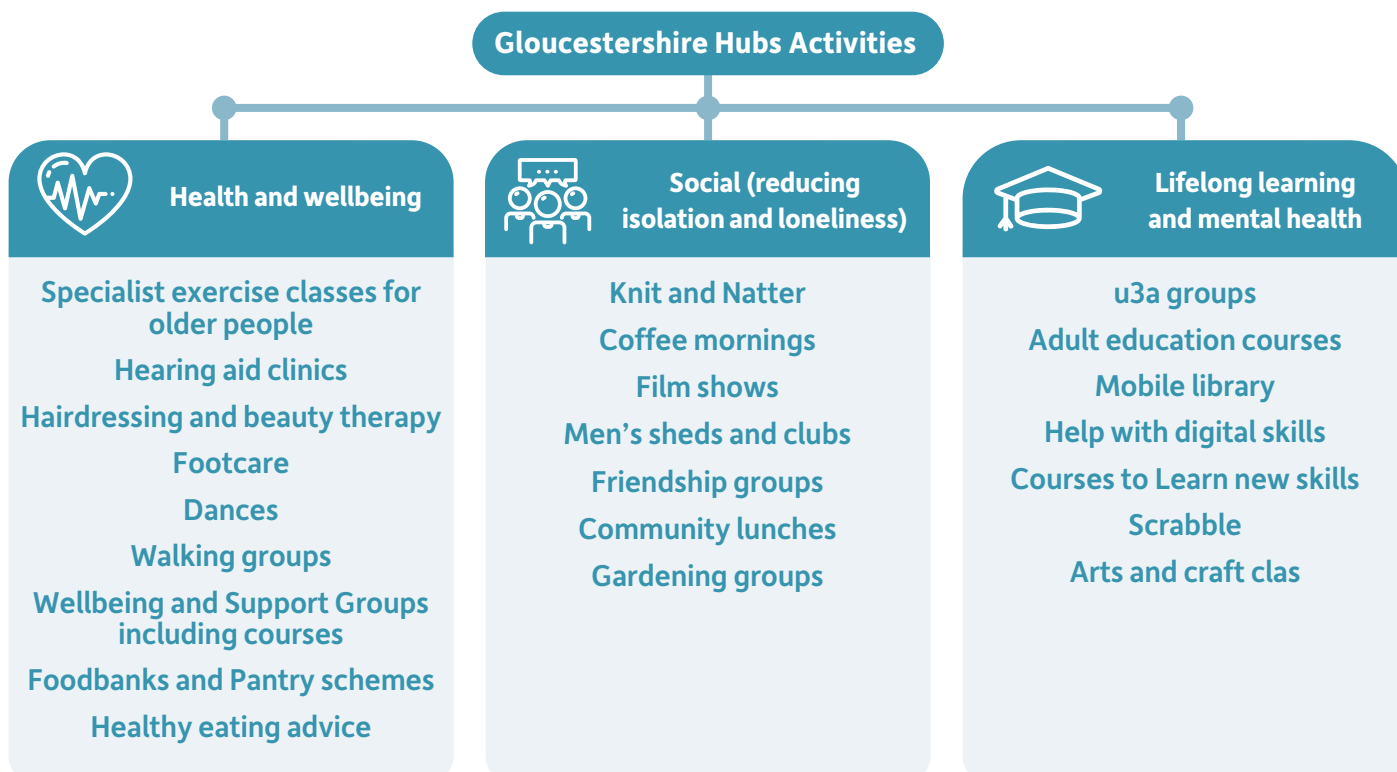 Gloucestershire Hubs Activities
Health and wellbeing
Specialist exercise classes for
older people
Hearing aid clinics
Hairdressing and beauty therapy
Footcare
Dances
Walking groups
Wellbeing and Support Groups
including courses
Foodbanks and Pantry schemes
Healthy eating advice
Social (reducing
isolation and loneliness)
Knit and Natter
Coffee mornings
Film shows
Men’s sheds and clubs
Friendship groups
Community lunches
Gardening groups
Lifelong learning
and mental health
u3a groups
Adult education courses
Mobile library
Help with digital skills
Courses to Learn new skills
Scrabble
Arts and craft clas